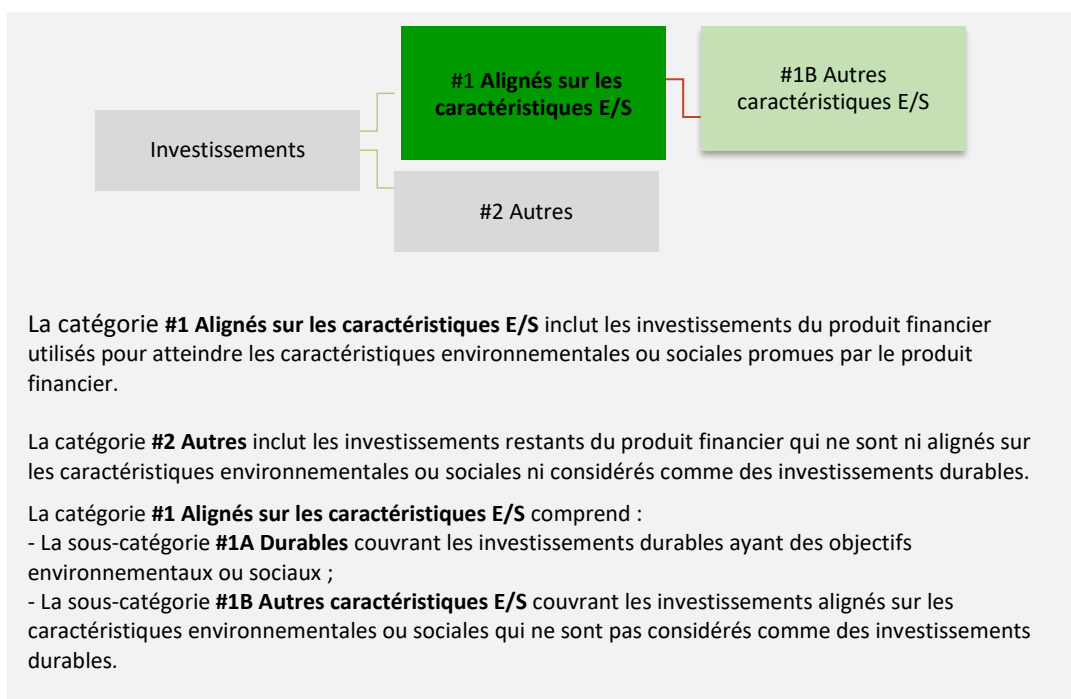 #1 Alignés sur les
caractéristiques E/S
#1B Autres
caractéristiques E/S
Investissements
#2 Autres
La catégorie #1 Alignés sur les caractéristiques E/S inclut les investissements du produit financier
utilisés pour atteindre les caractéristiques environnementales ou sociales promues par le produit
financier.
La catégorie #2 Autres inclut les investissements restants du produit financier qui ne sont ni alignés sur
les caractéristiques environnementales ou sociales ni considérés comme des investissements durables.
La catégorie #1 Alignés sur les caractéristiques E/S comprend :
- La sous-catégorie #1A Durables couvrant les investissements durables ayant des objectifs
environnementaux ou sociaux ;
- La sous-catégorie #1B Autres caractéristiques E/S couvrant les investissements alignés sur les
caractéristiques environnementales ou sociales qui ne sont pas considérés comme des investissements
durables.